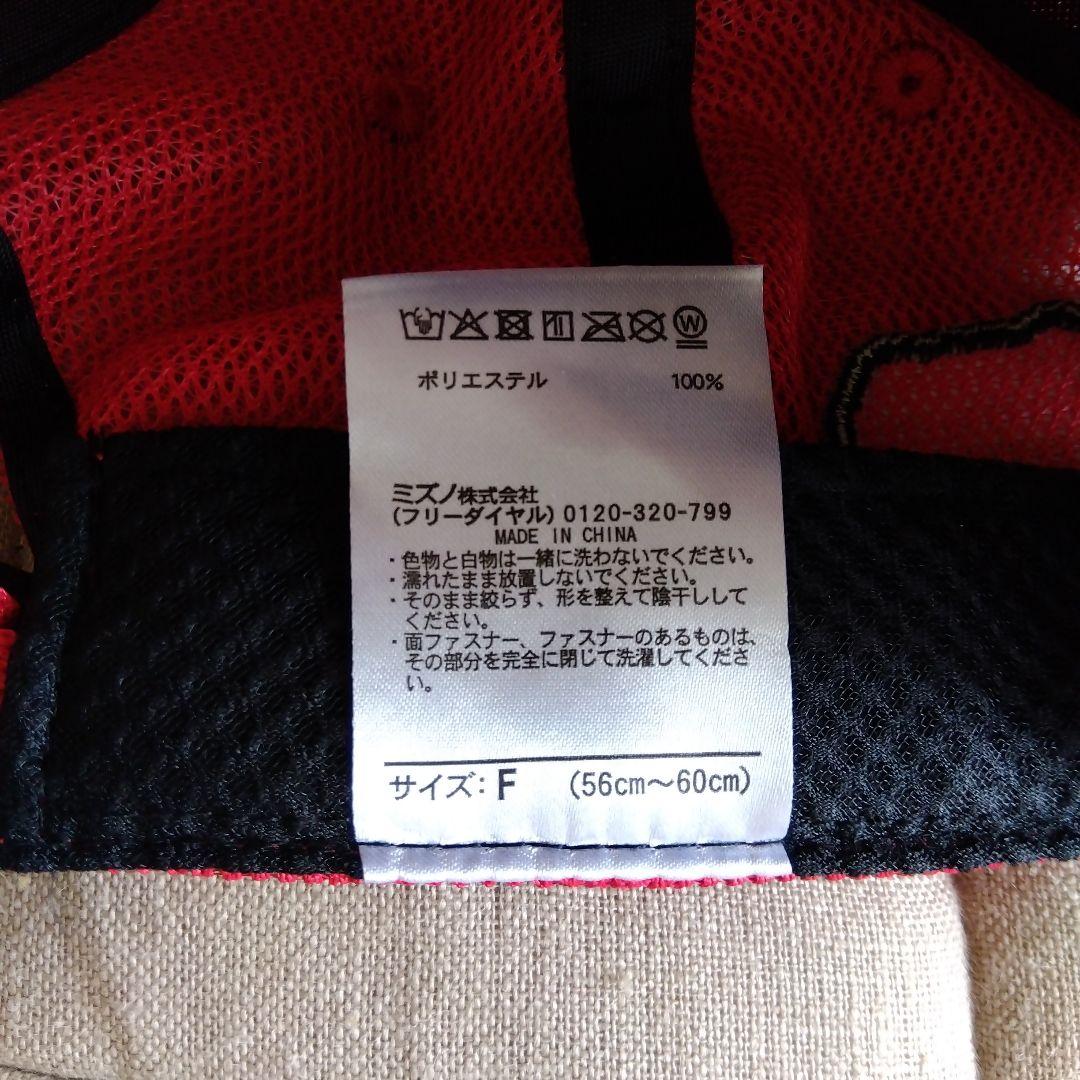 W
ポリエステル 100%
ミズノ株式会社
(フリーダイヤル) 0120-320-799
MADE IN CHINA
・色物と白物は一緒に洗わないでください。
・濡れたまま放置しないでください。
・そのまま絞らず、形を整えて陰干しして
ください。
・面ファスナー、ファスナーのあるものは、
その部分を完全に閉じて洗濯してくださ
い。
サイズ: F (56cm〜60cm)